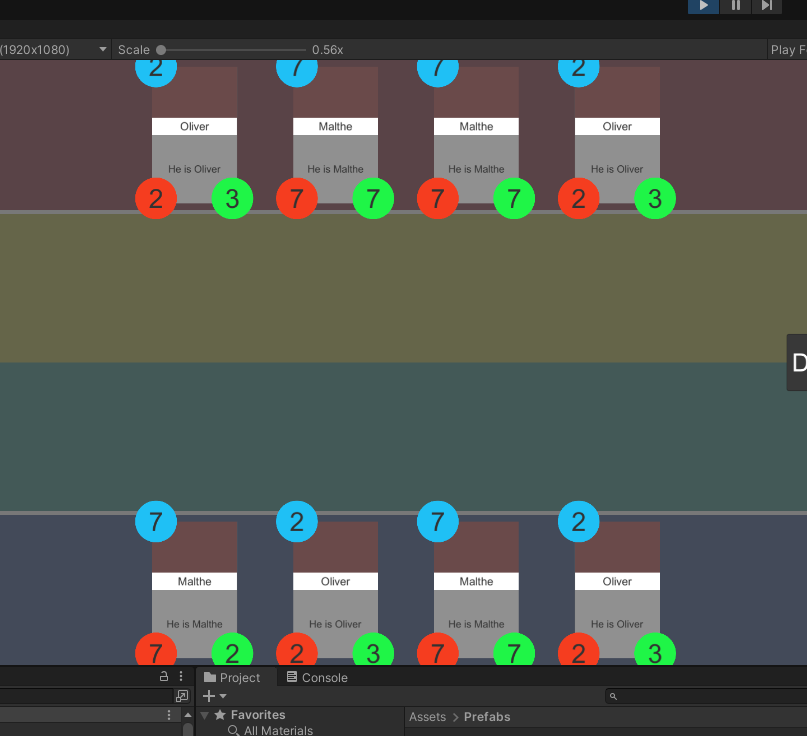 (1920x1080) Scale 0.56x Play F
2 7 7 2
Oliver Malthe Malthe Oliver
He is Oliver He is Malthe He is Malthe He is Oliver
2 3 7 7 7 7 2 3
D
7 2 7 2
Malthe Oliver Malthe Oliver
He is Malthe He is Oliver He is Malthe He is Oliver
7 2 2 3 7 7 2 3
Project Console
Favorites Assets > Prefabs
All Materials